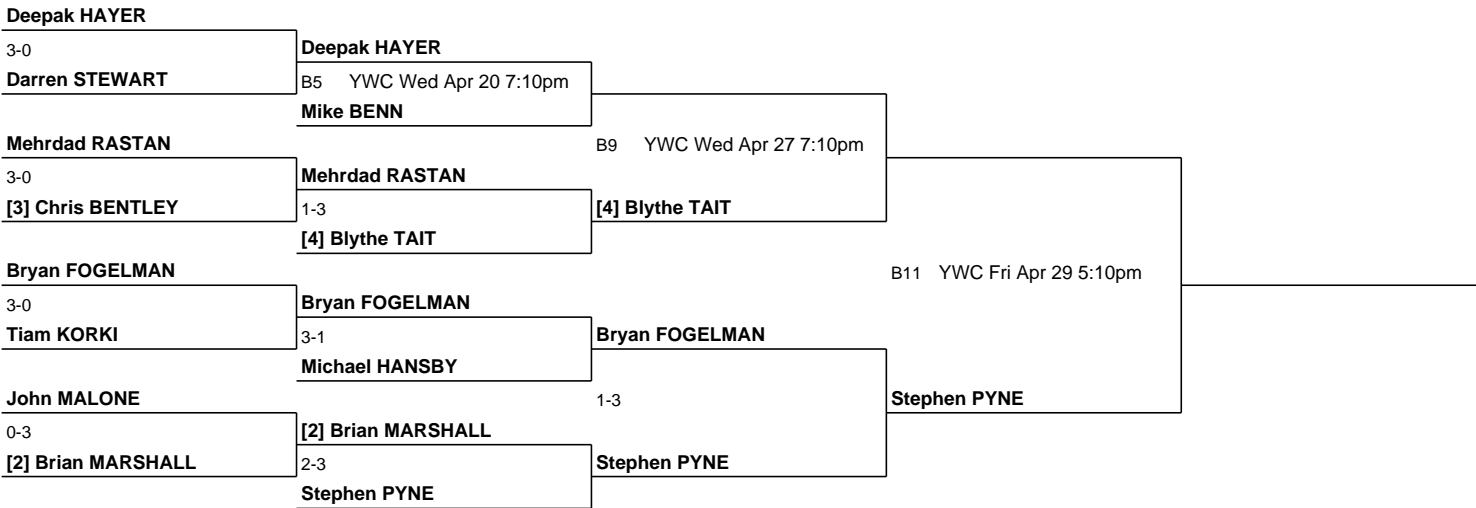 Deepak HAYER
3-0
Deepak HAYER
Darren STEWART
B5 YWC Wed Apr 20 7:10pm
Mike BENN
Mehrdad RASTAN
B9 YWC Wed Apr 27 7:10pm
3-0
Mehrdad RASTAN
[3] Chris BENTLEY
1-3
[4] Blythe TAIT
[4] Blythe TAIT
Bryan FOGELMAN
B11 YWC Fri Apr 29 5:10pm
3-0
Bryan FOGELMAN
Tiam KORKI
3-1
Bryan FOGELMAN
Michael HANSBY
John MALONE
1-3
Stephen PYNE
0-3
[2] Brian MARSHALL
[2] Brian MARSHALL
2-3
Stephen PYNE
Stephen PYNE